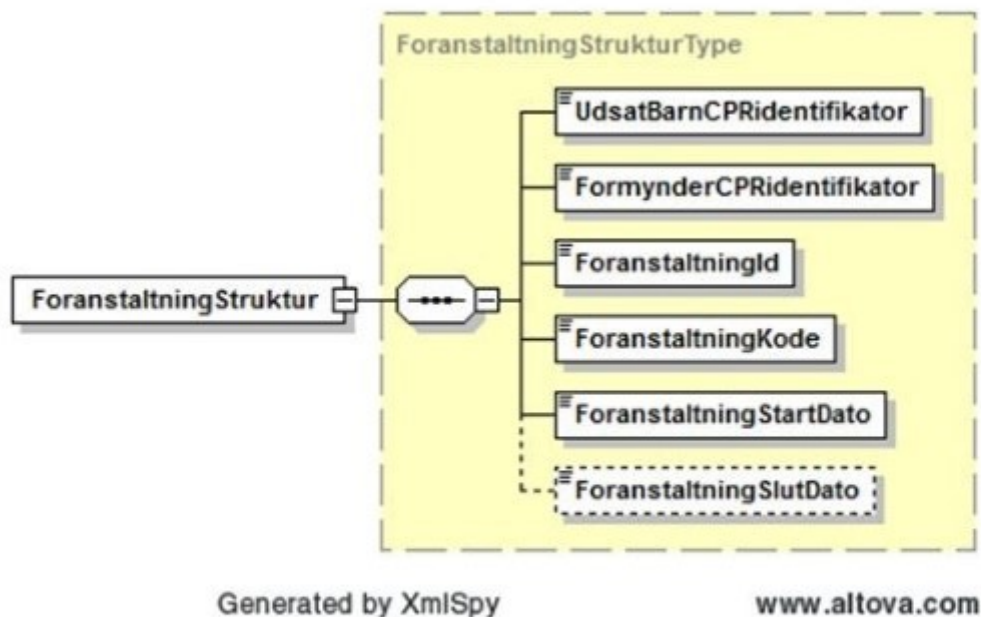 ForanstaltningStrukturType
UdsatBarnCPRidentifikator
FormynderCPRidentifikator
ForanstaltningId
ForanstaltningStruktur
ForanstaltningKode
ForanstaltningStartDato
ForanstaltningSlutDato
Generated by XmlSpy
www.altova.com